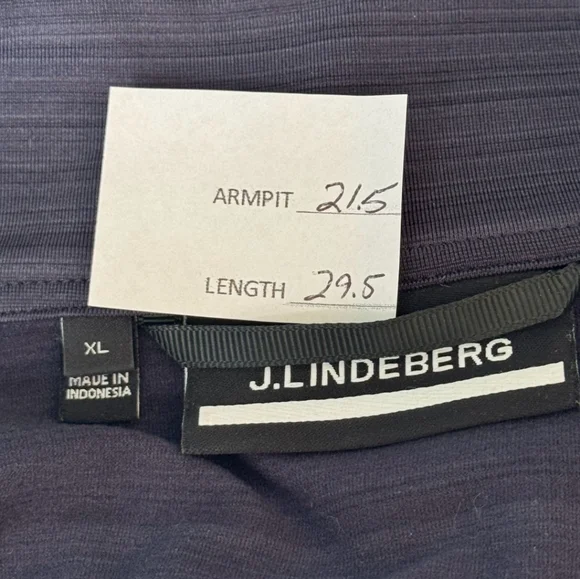 ARMPIT 21.5
LENGTH 29.5
XL
MADE IN
INDONESIA
J.LINDEBERG